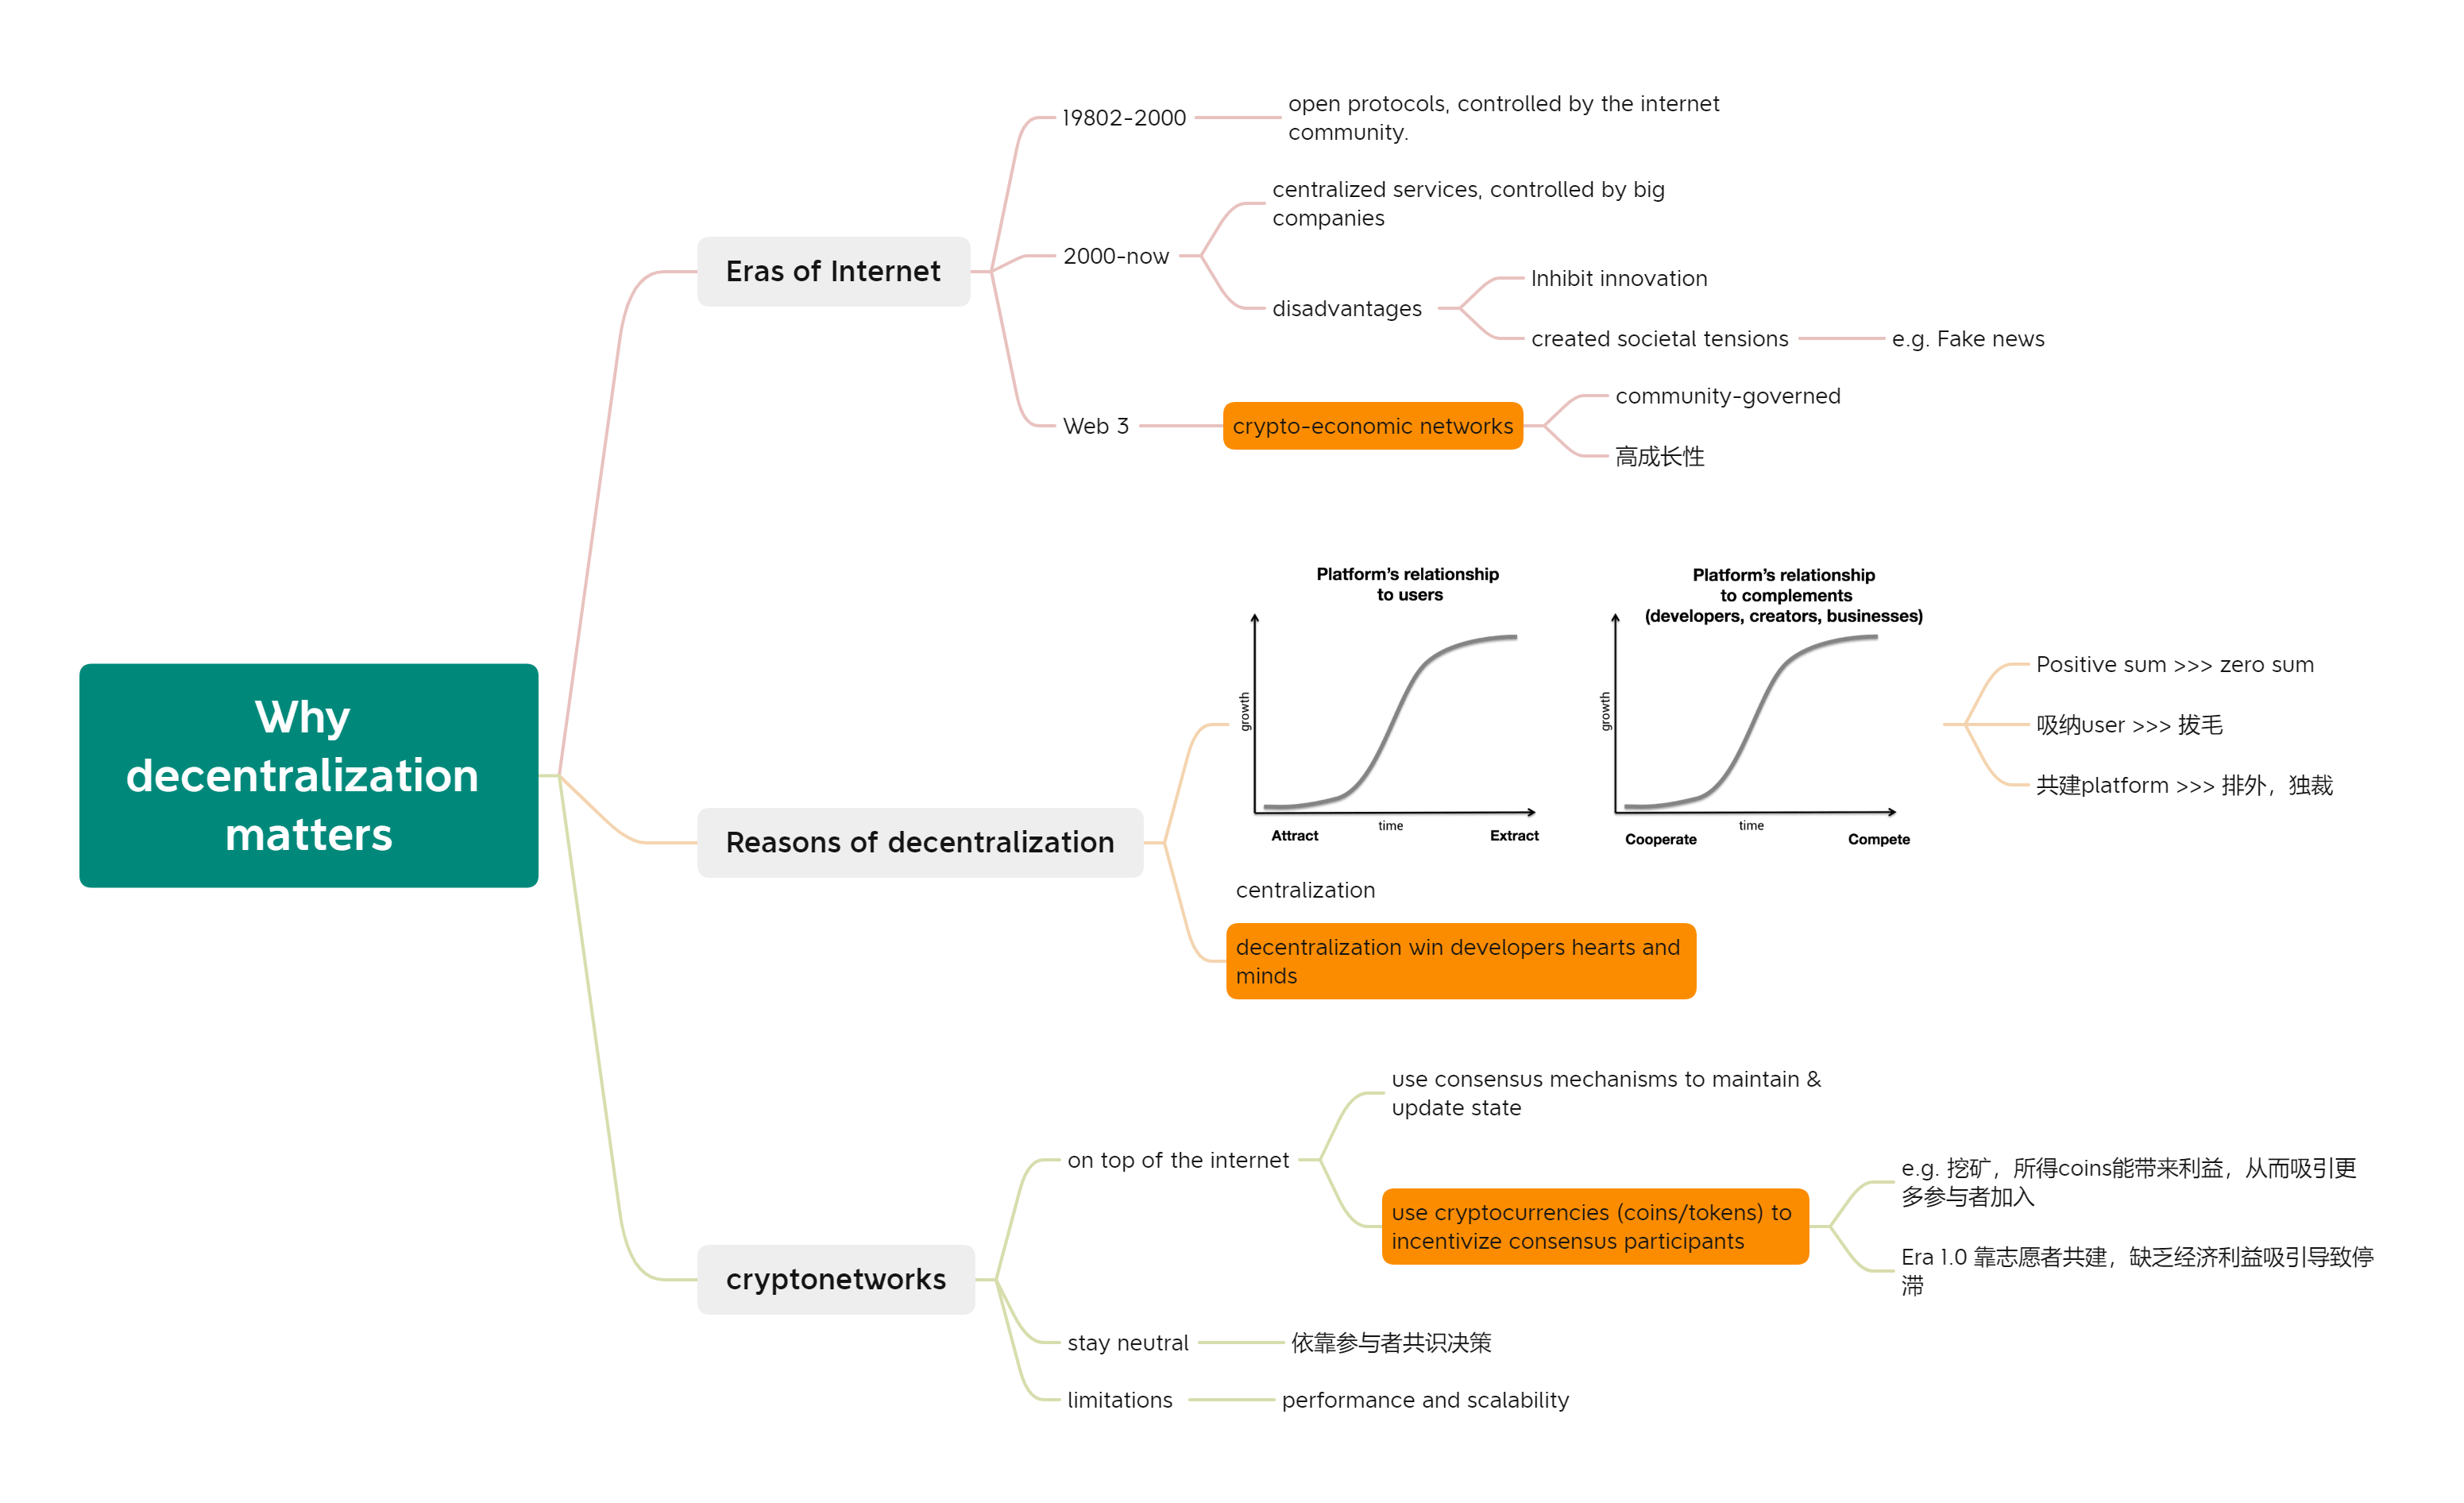 Why
decentralization
matters
Eras of Internet
19802-2000
open protocols, controlled by the internet
community.
2000-now
centralized services, controlled by big
companies
disadvantages
Inhibit innovation
created societal tensions
e.g. Fake news
Web 3
crypto-economic networks
community-governed
高成长性
Reasons of decentralization
Platform’s relationship
to users
growth
time
Attract
Extract
Platform’s relationship
to complements
(developers, creators, businesses)
growth
time
Cooperate
Compete
centralization
Positive sum >>> zero sum
吸纳user >>> 拔毛
共建platform >>> 排外，独裁
decentralization win developers hearts and
minds
cryptonetworks
on top of the internet
use consensus mechanisms to maintain &
update state
use cryptocurrencies (coins/tokens) to
incentivize consensus participants
e.g. 挖矿，所得coins能带来利益，从而吸引更
多参与者加入
Era 1.0 靠志愿者共建，缺乏经济利益吸引导致停
滞
stay neutral
依靠参与者共识决策
limitations
performance and scalability